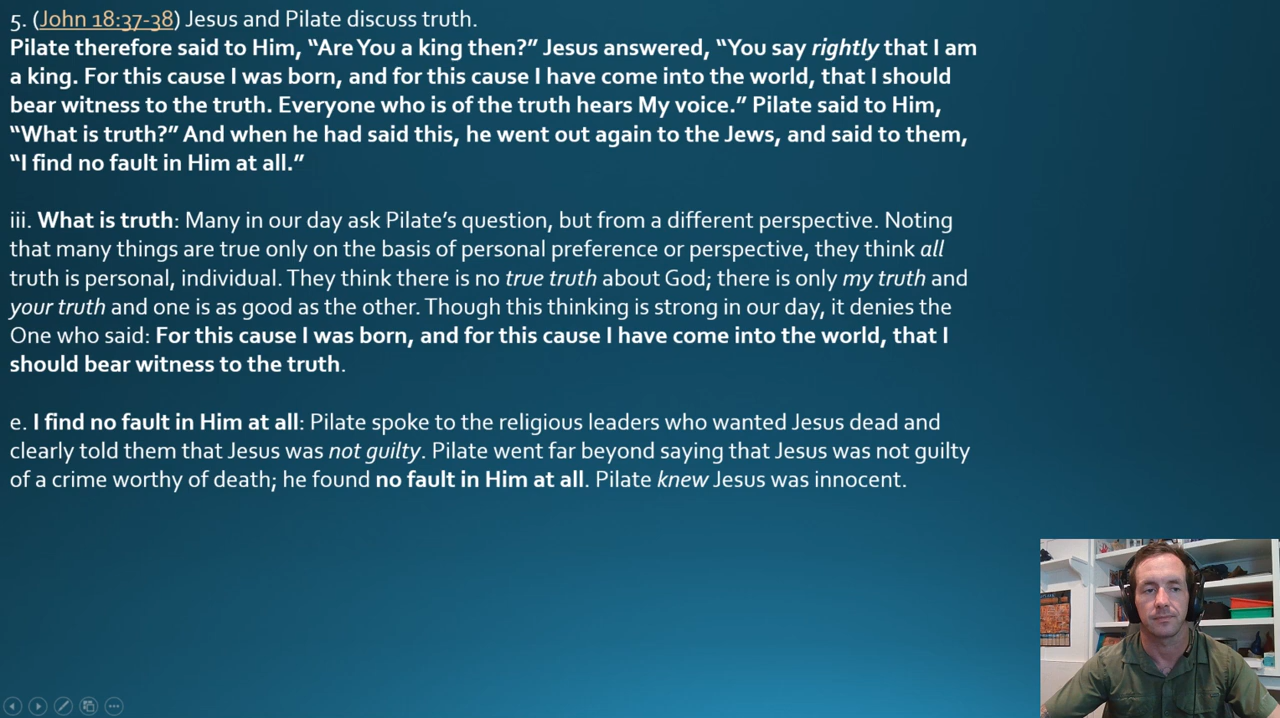 5. (John 18:37-38) Jesus and Pilate discuss truth.
Pilate therefore said to Him, “Are You a king then?” Jesus answered, “You say rightly that I am
a king. For this cause I was born, and for this cause I have come into the world, that I should
bear witness to the truth. Everyone who is of the truth hears My voice.” Pilate said to Him,
“What is truth?” And when he had said this, he went out again to the Jews, and said to them,
“I find no fault in Him at all.”
iii. What is truth: Many in our day ask Pilate’s question, but from a different perspective. Noting
that many things are true only on the basis of personal preference or perspective, they think all
truth is personal, individual. They think there is no true truth about God; there is only my truth and
your truth and one is as good as the other. Though this thinking is strong in our day, it denies the
One who said: For this cause I was born, and for this cause I have come into the world, that I
should bear witness to the truth.
e. I find no fault in Him at all: Pilate spoke to the religious leaders who wanted Jesus dead and
clearly told them that Jesus was not guilty. Pilate went far beyond saying that Jesus was not guilty
of a crime worthy of death; he found no fault in Him at all. Pilate knew Jesus was innocent.